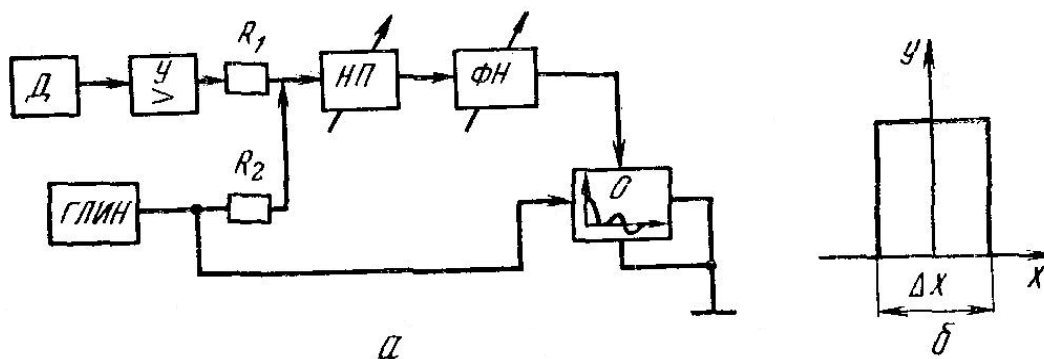 Д
У
>
R₁
НП
ФН
ГЛИН
R₂
О
а
У
X
ΔX
б